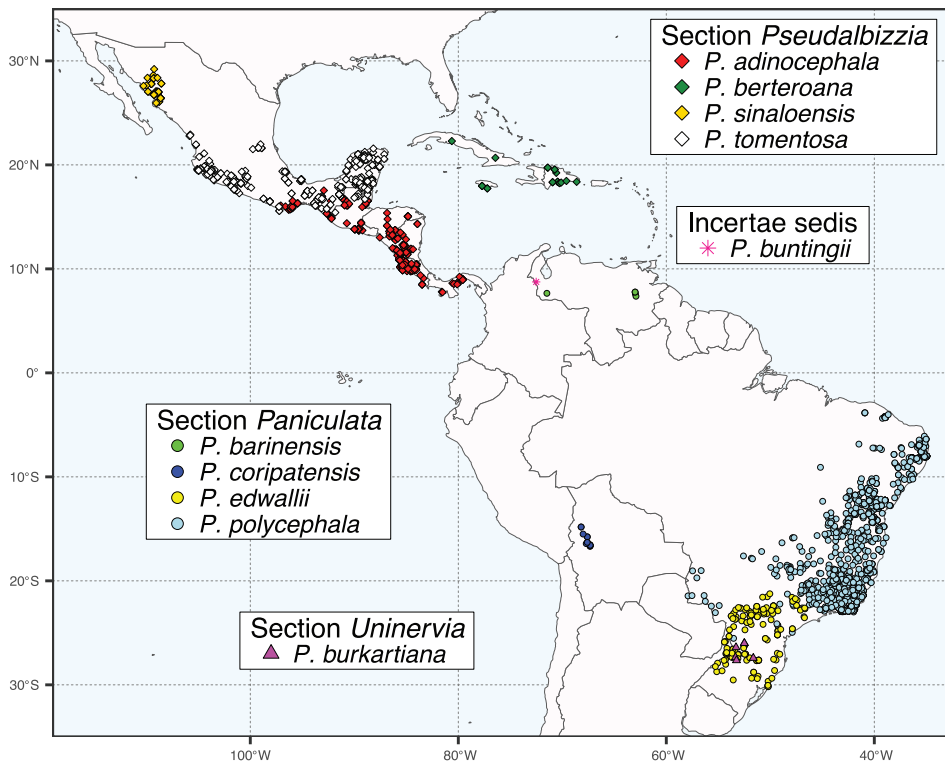 Section Pseudalbizzia
P. adinocephala
P. berteroana
P. sinaloensis
P. tomentosa
Incertae sedis
P. buntingii
Section Paniculata
P. barinensis
P. coripatensis
P. edwallii
P. polycephala
Section Uninervia
P. burkartiana
30°N
20°N
10°N
0°
10°S
20°S
30°S
100°W
80°W
60°W
40°W